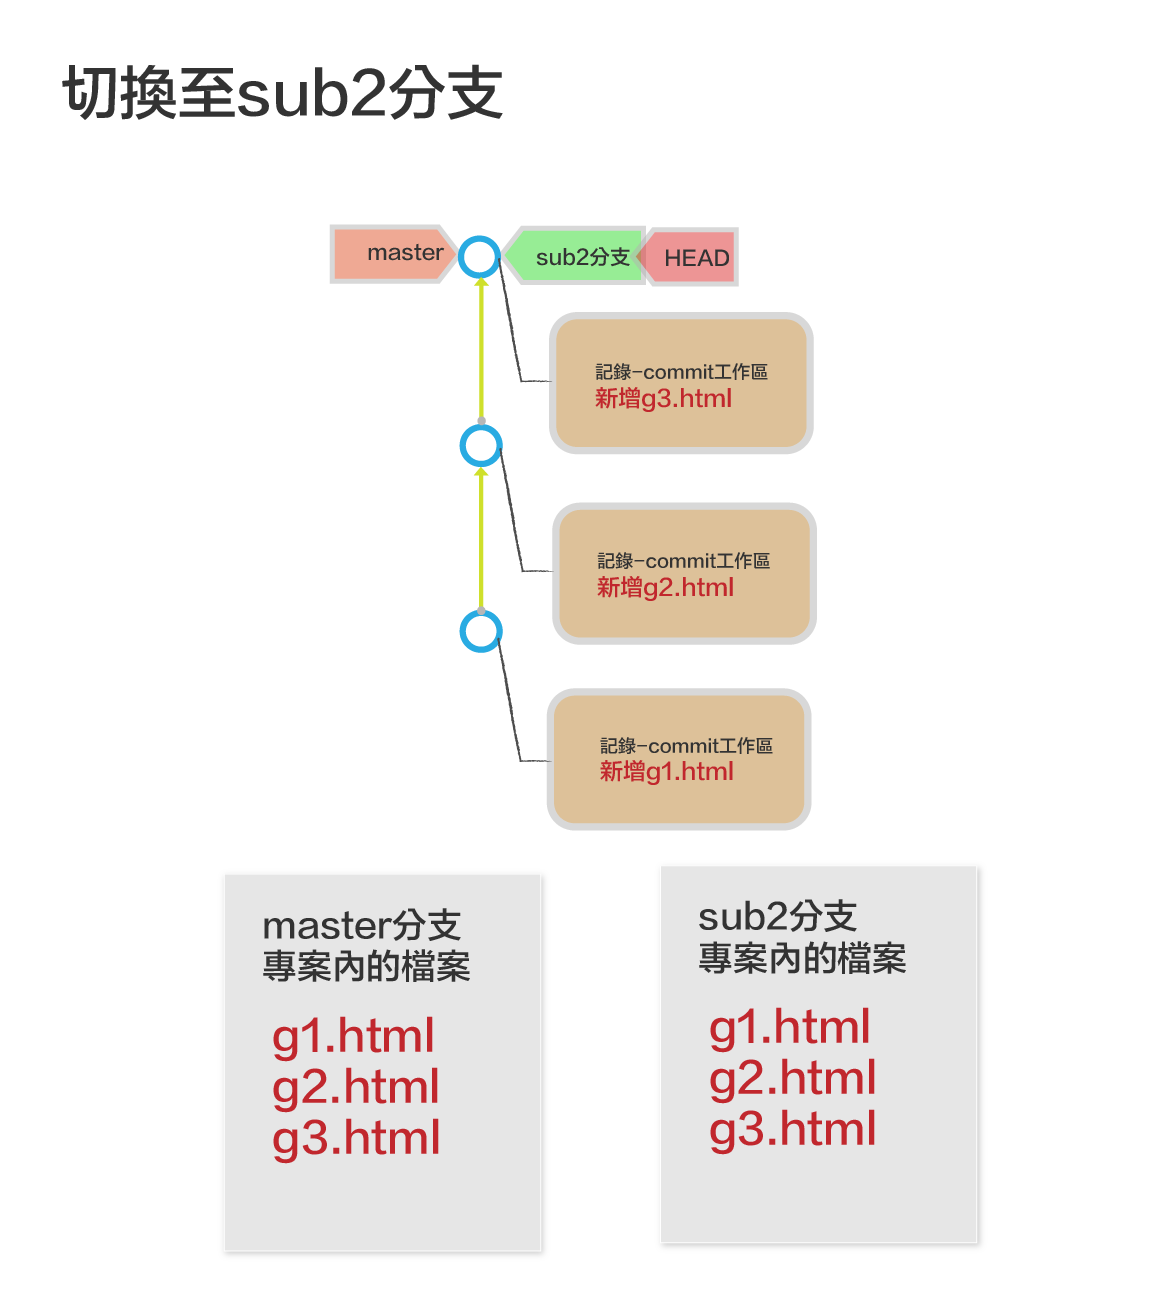 切換至sub2分支
master
sub2分支
HEAD
記錄-commit工作區
新增g3.html
記錄-commit工作區
新增g2.html
記錄-commit工作區
新增g1.html
master分支
專案內的檔案
g1.html
g2.html
g3.html
sub2分支
專案內的檔案
g1.html
g2.html
g3.html